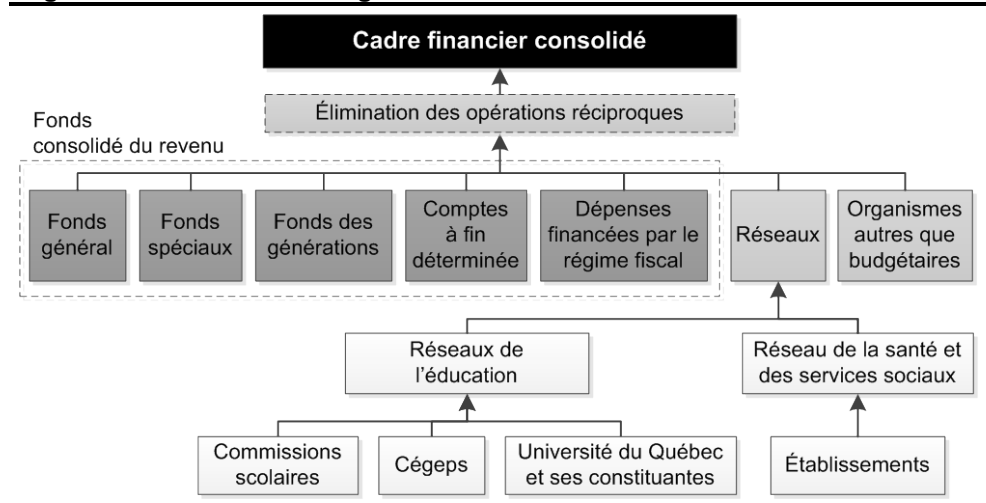 Cadre financier consolidé
Élimination des opérations réciproques
Fonds
consolidé du revenu
Fonds
général
Fonds
spéciaux
Fonds des
générations
Comptes
à fin
déterminée
Dépenses
financées par le
régime fiscal
Réseaux
Organismes
autres que
budgétaires
Réseaux de
l'éducation
Réseau de la santé et
des services sociaux
Commissions
scolaires
Cégeps
Université du Québec
et ses constituantes
Établissements